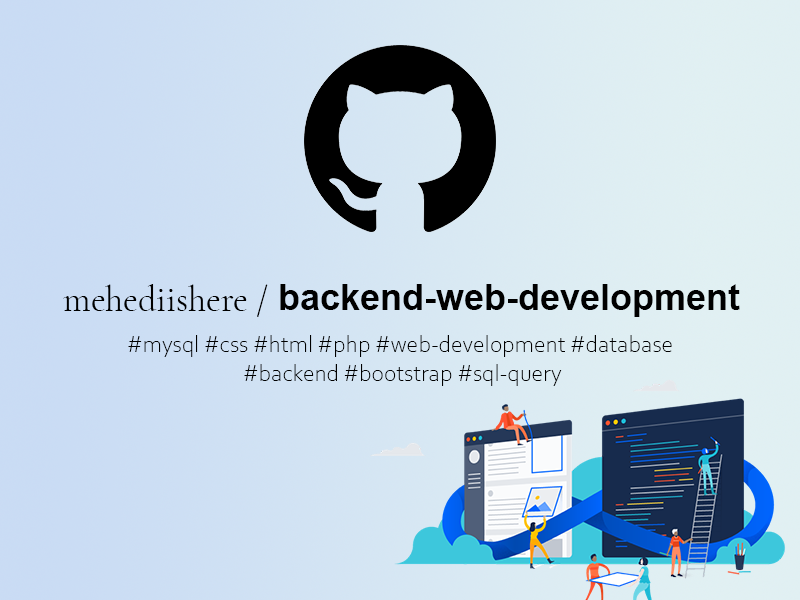 mehediishere / backend-web-development
#mysql #css #html #php #web-development #database
#backend #bootstrap #sql-query